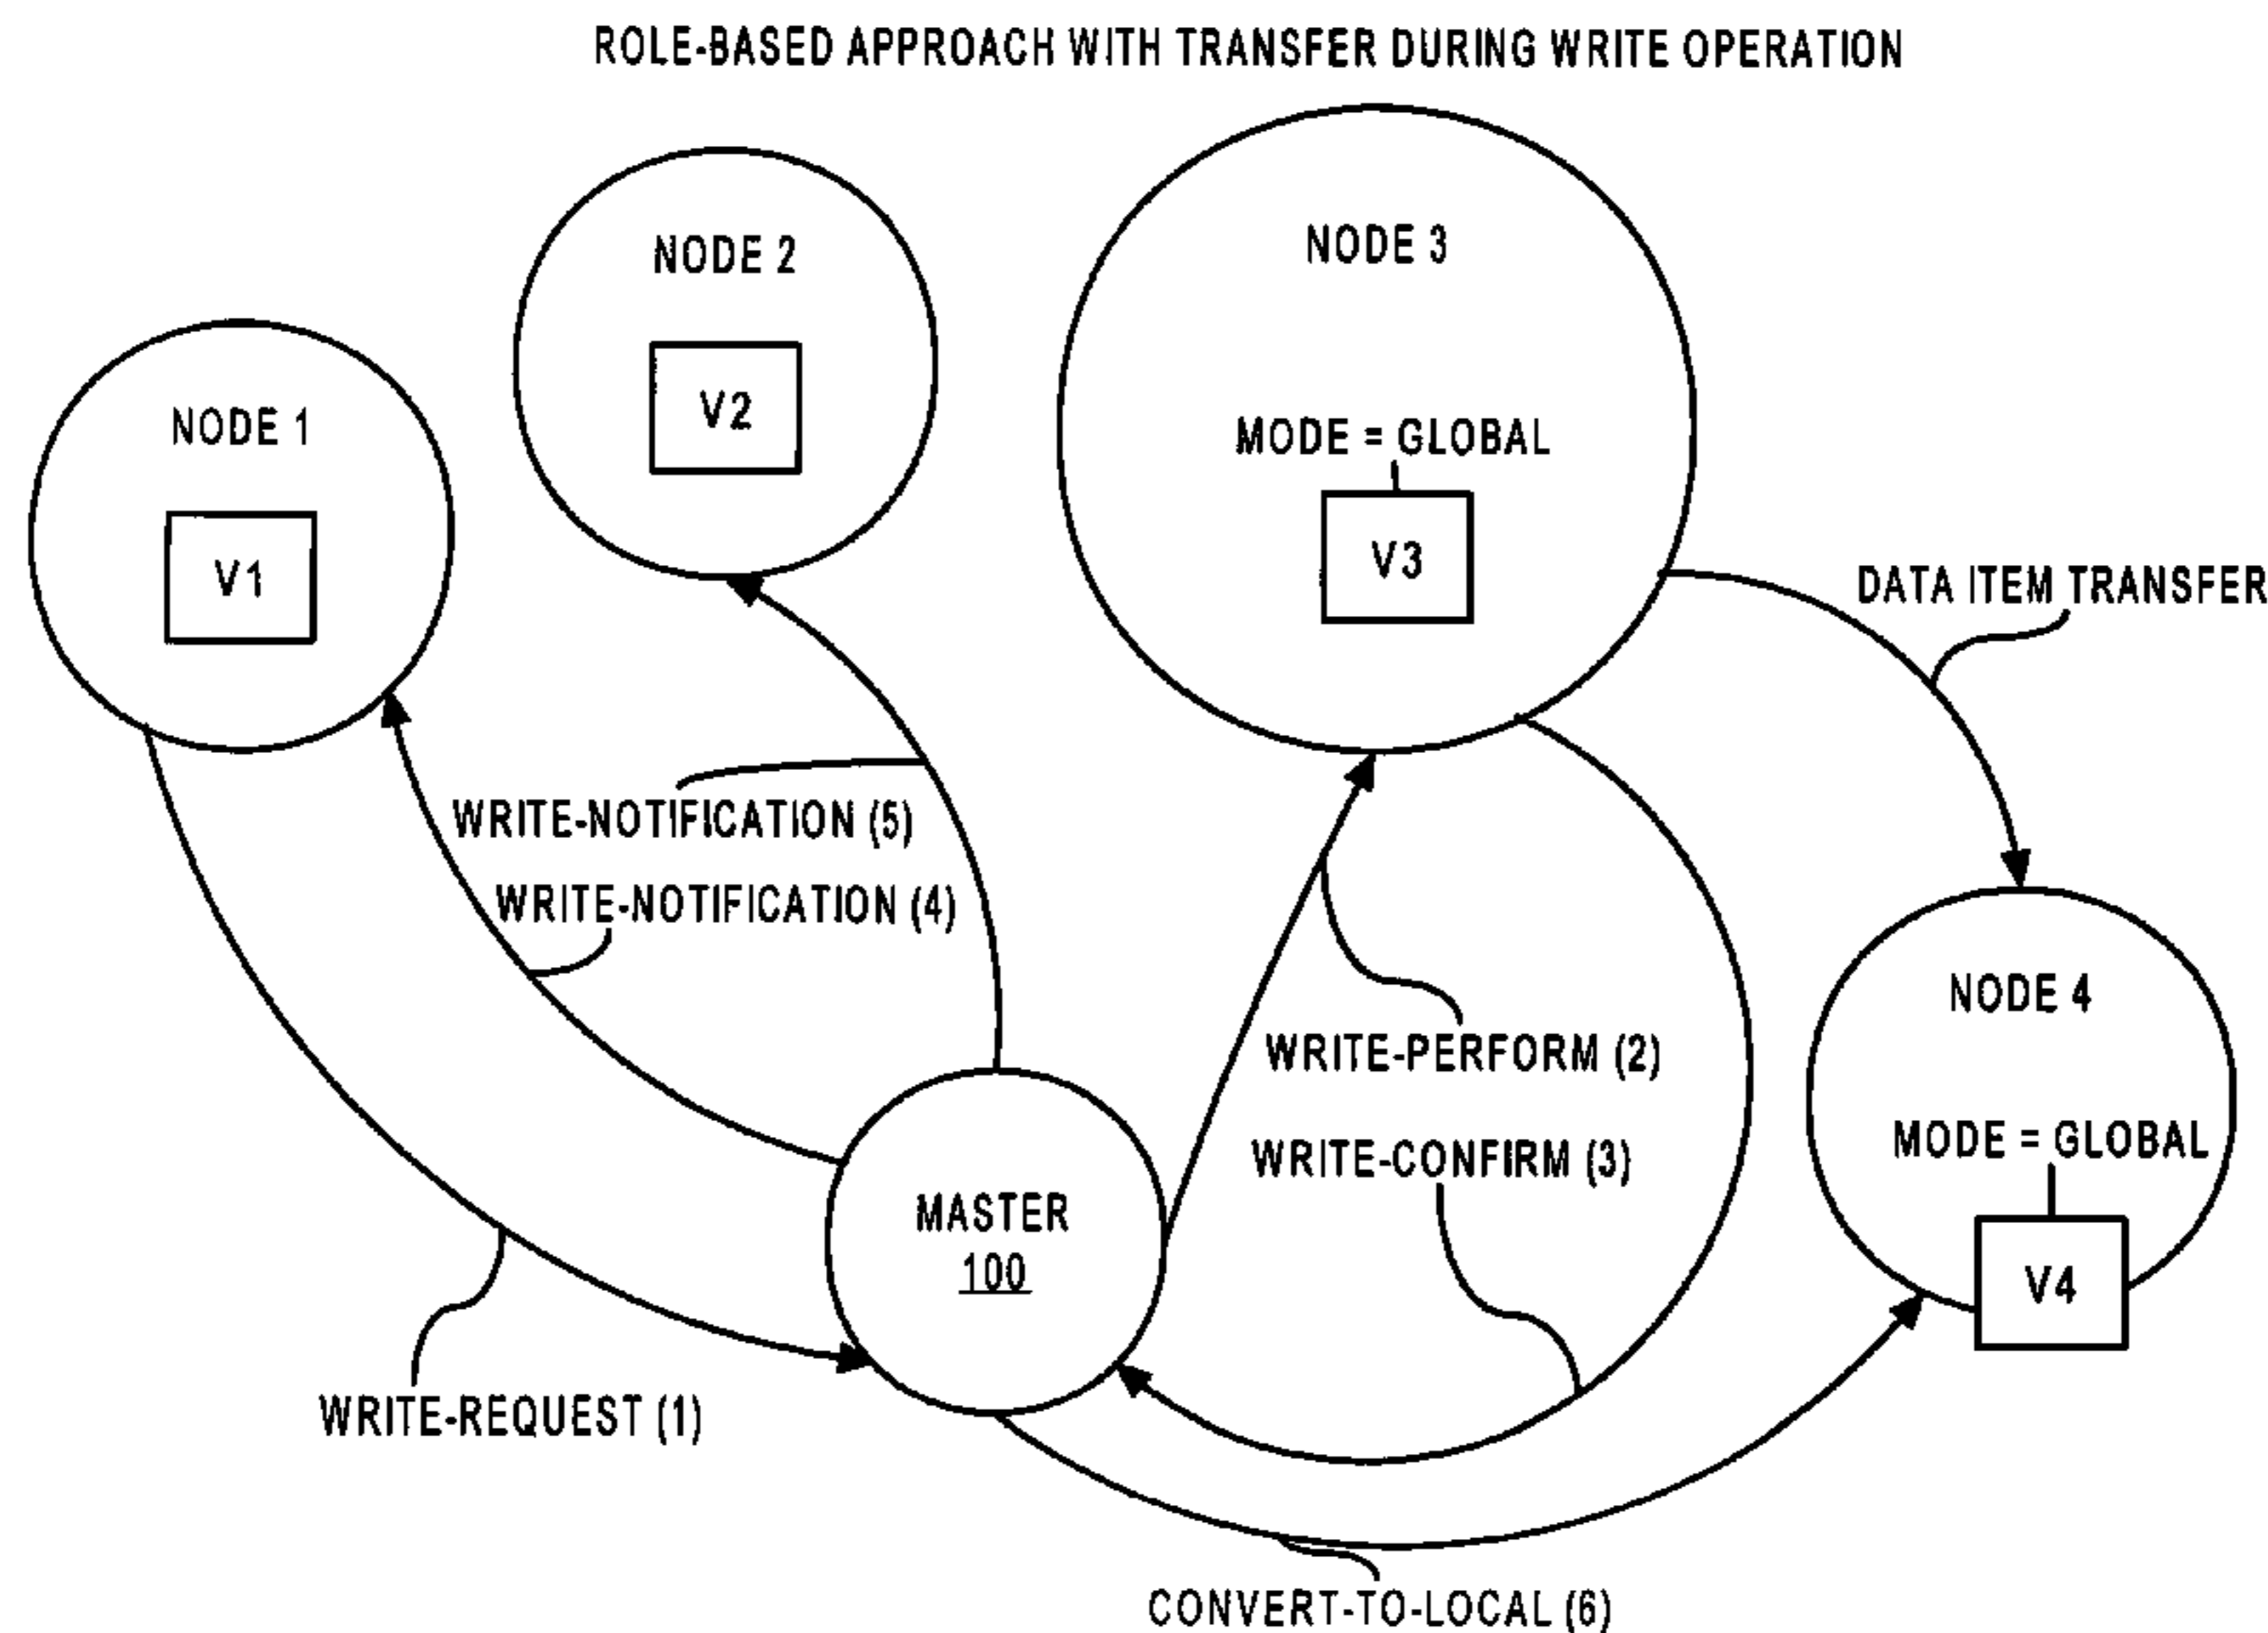 ROLE-BASED APPROACH WITH TRANSFER DURING WRITE OPERATION
NODE 1
V1
NODE 2
V2
NODE 3
MODE = GLOBAL
V3
DATA ITEM TRANSFER
WRITE-NOTIFICATION (5)
WRITE-NOTIFICATION (4)
NODE 4
MODE = GLOBAL
V4
WRITE-PERFORM (2)
WRITE-CONFIRM (3)
MASTER
100
WRITE-REQUEST (1)
CONVERT-TO-LOCAL (6)